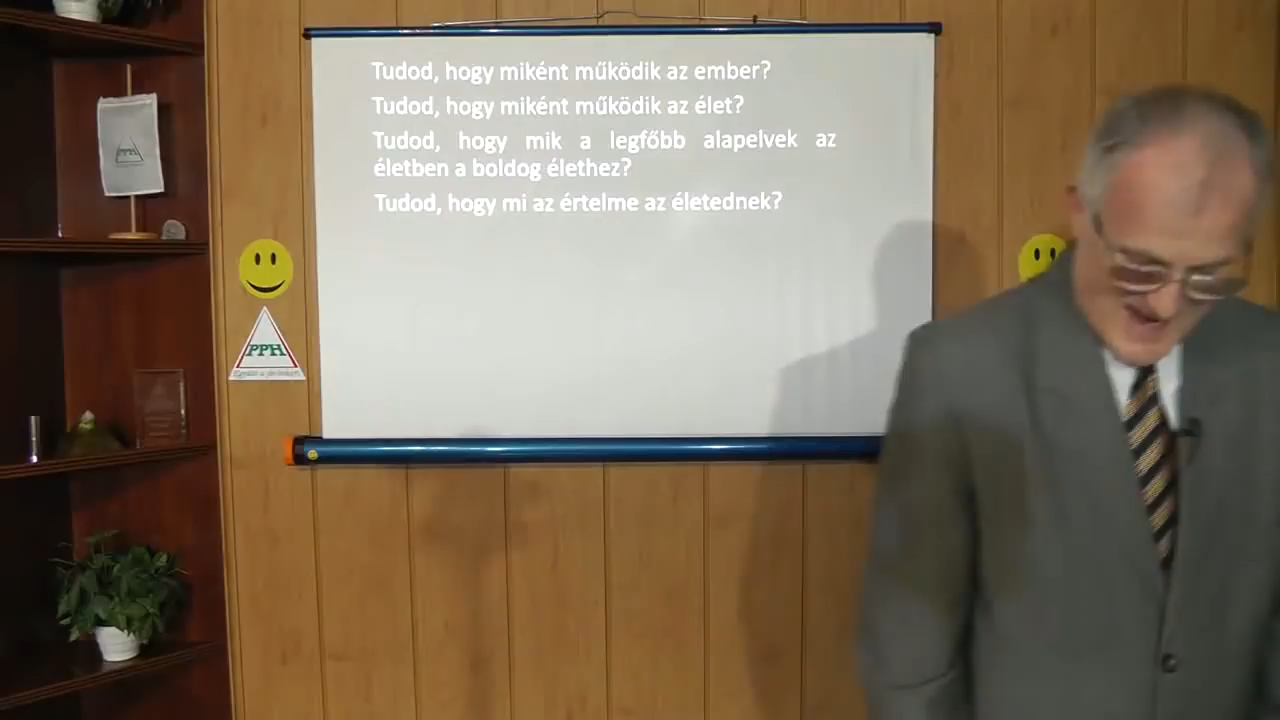 Tudod, hogy miként működik az ember?
Tudod, hogy miként működik az élet?
Tudod, hogy mik a legfőbb alapelvek az
életben a boldog élethez?
Tudod, hogy mi az értelme az életednek?
PPH
PPH